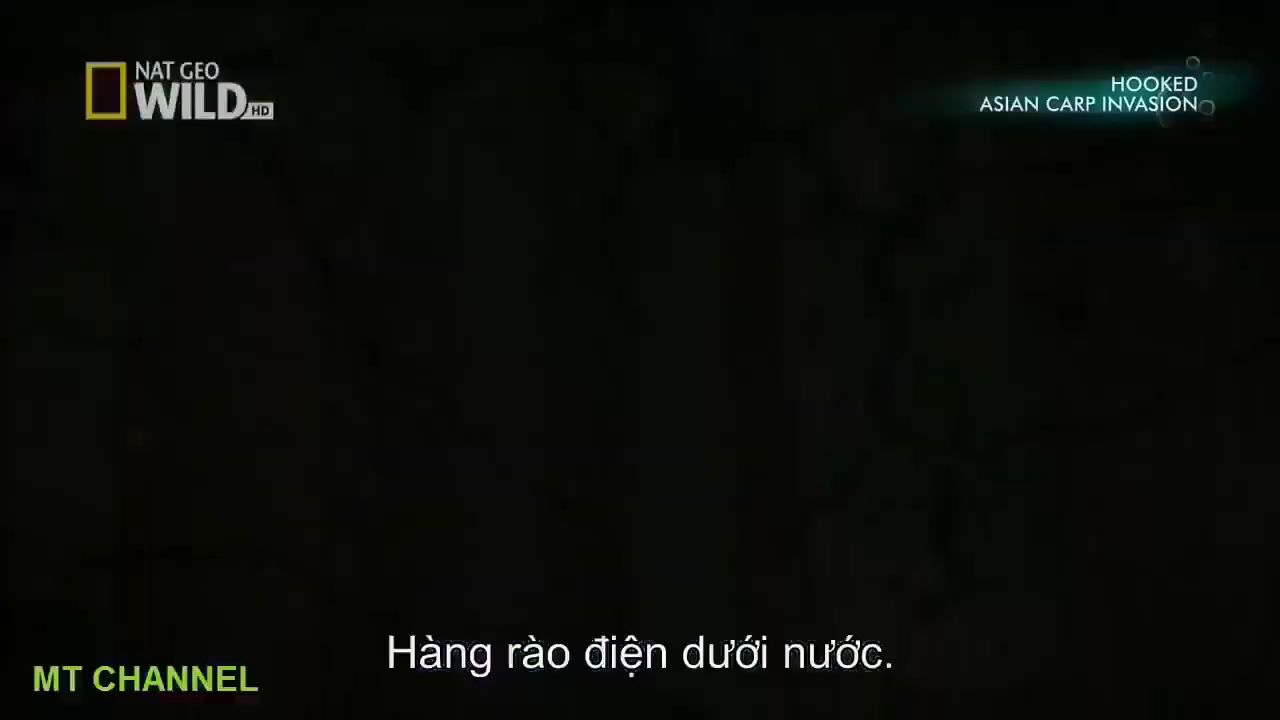 NAT GEO
WILD HD
HOOKED
ASIAN CARP INVASION
Hàng rào điện dưới nước.
MT CHANNEL